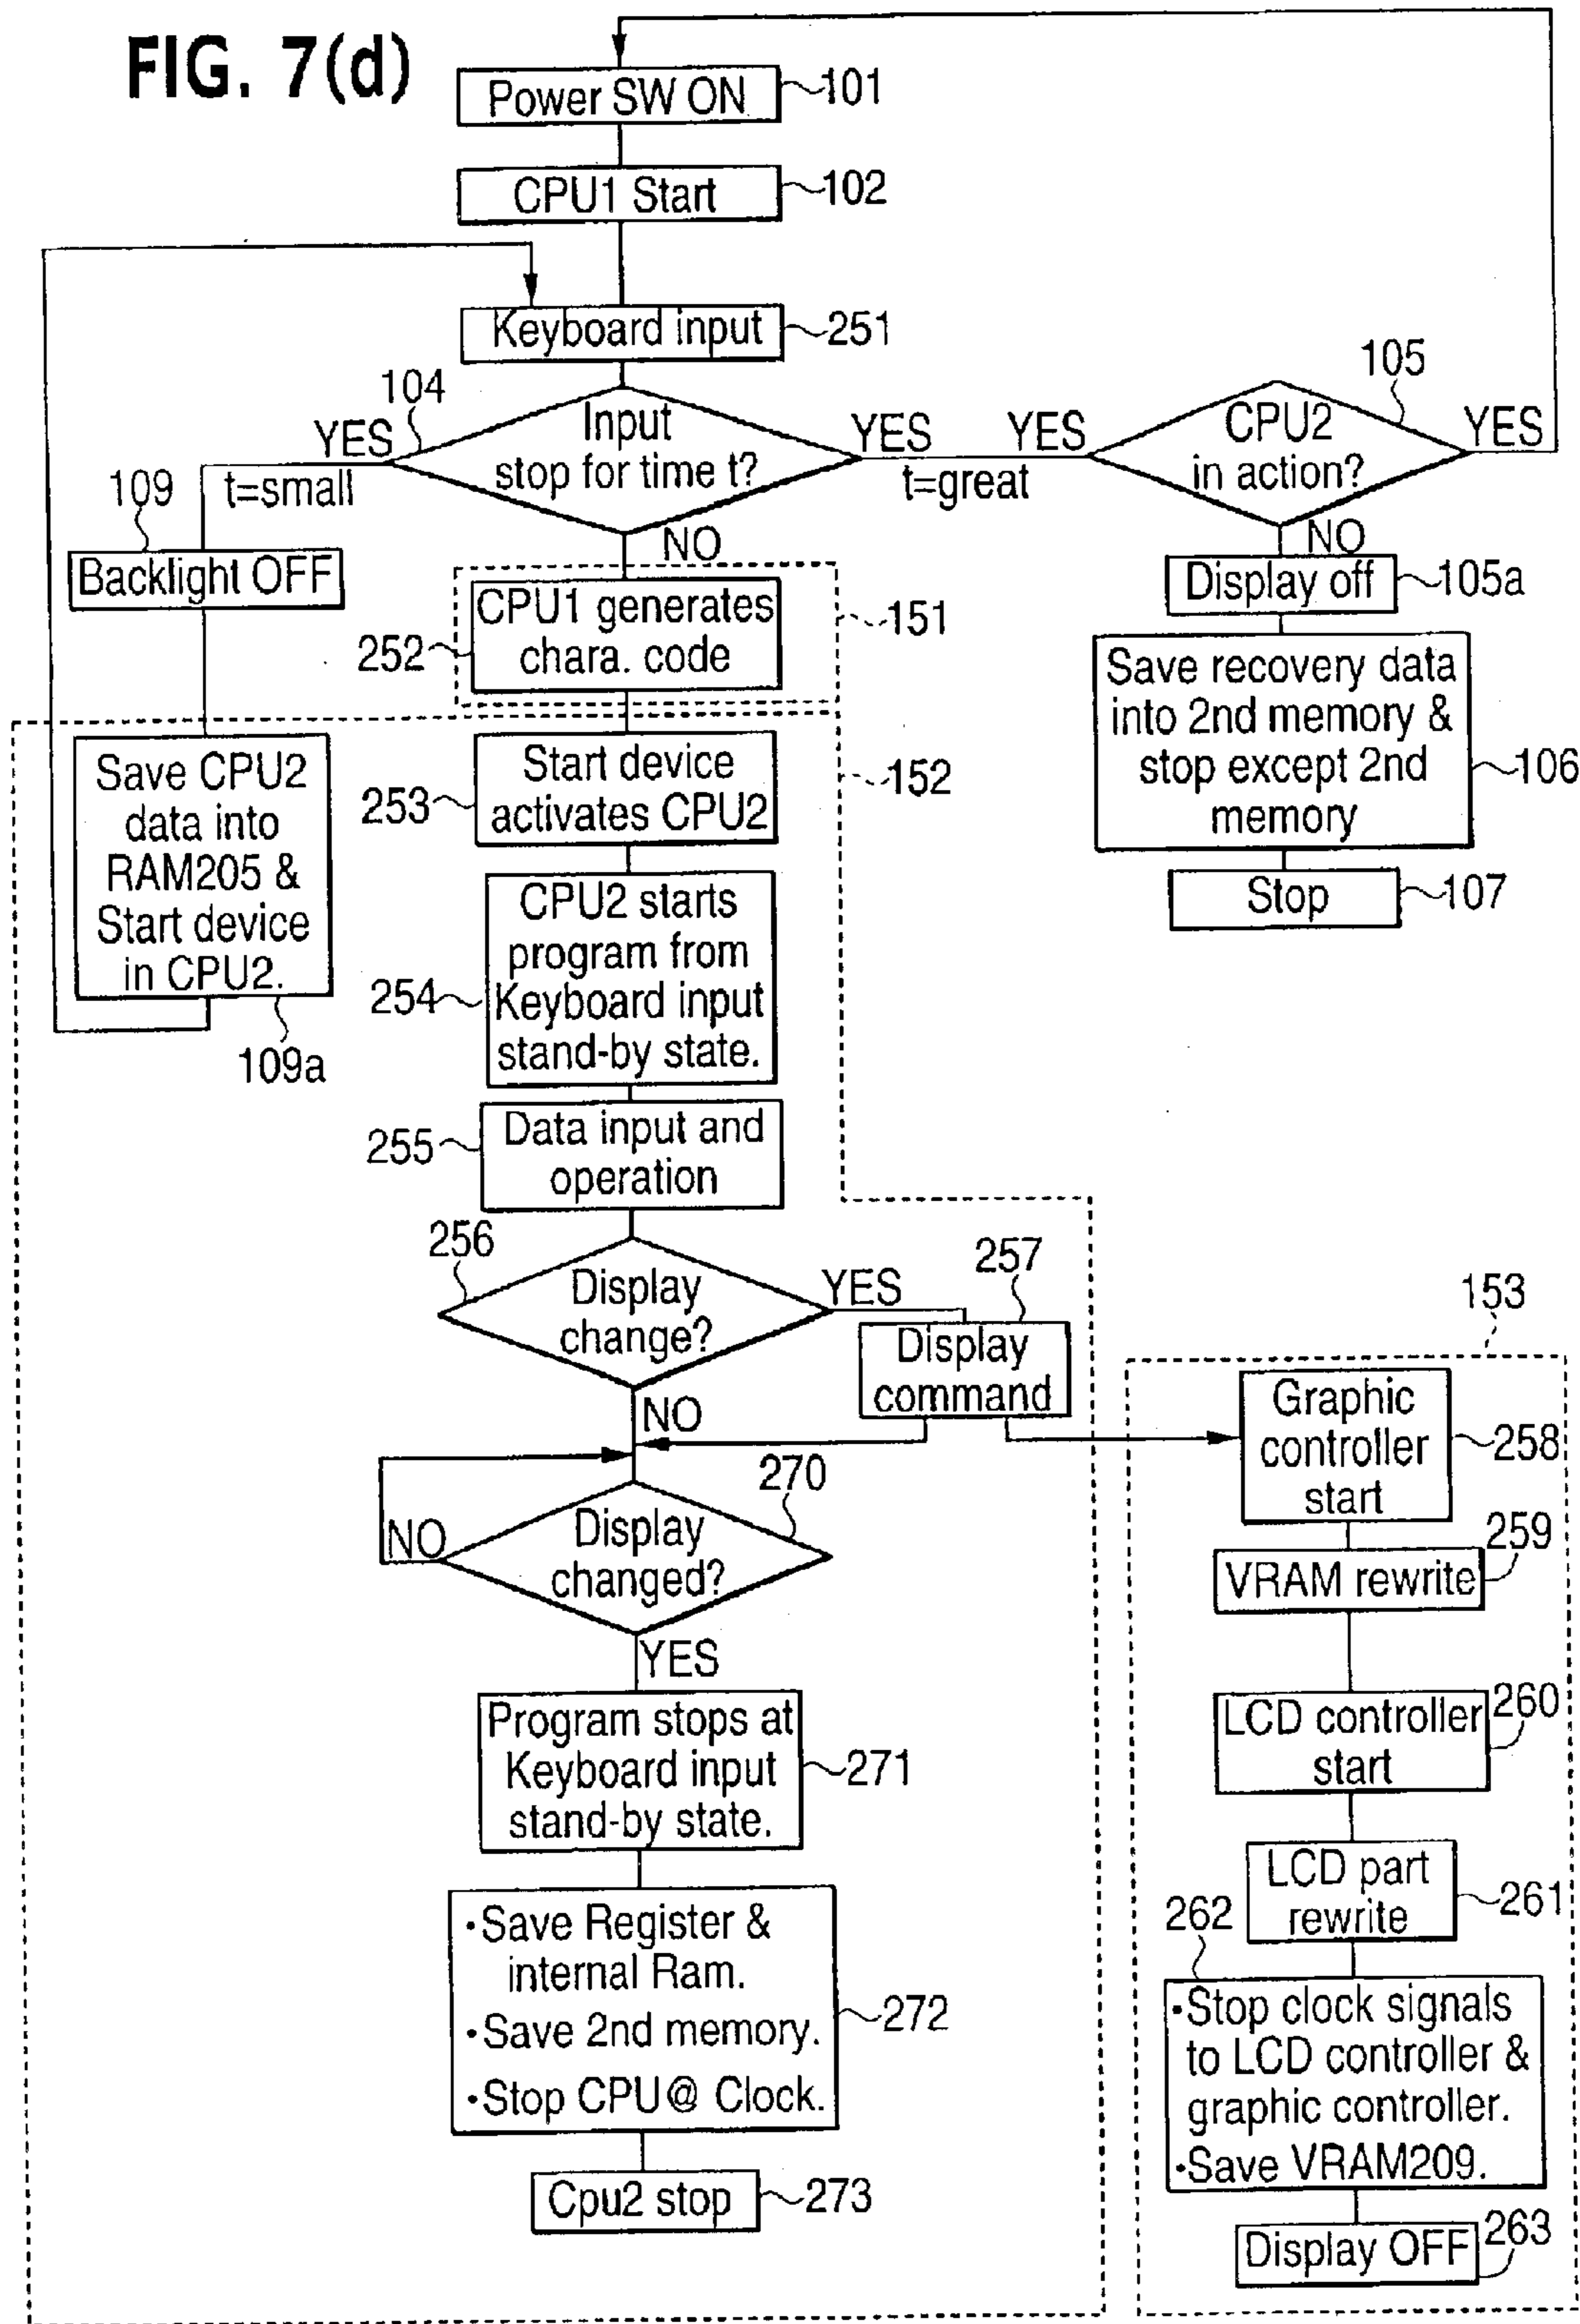 FIG. 7(d)
Power SW ON
101
CPU1 Start
102
Keyboard input
251
104
Input
stop for time t?
YES
t=small
YES
t=great
YES
105
CPU2
in action?
YES
NO
NO
109
Backlight OFF
Display off
105a
CPU1 generates
chara. code
252
151
Save recovery data
into 2nd memory &
stop except 2nd
memory
106
Stop
107
Save CPU2
data into
RAM205 &
Start device
in CPU2.
109a
Start device
activates CPU2
253
152
CPU2 starts
program from
Keyboard input
stand-by state.
254
Data input and
operation
255
256
Display
change?
YES
257
Display
command
NO
270
Display
changed?
NO
YES
Program stops at
Keyboard input
stand-by state.
271
•Save Register &
internal Ram.
•Save 2nd memory.
•Stop CPU@ Clock.
272
Cpu2 stop
273
153
Graphic
controller
start
258
VRAM rewrite
259
LCD controller
start
260
LCD part
rewrite
261
262
•Stop clock signals
to LCD controller &
graphic controller.
•Save VRAM209.
Display OFF
263